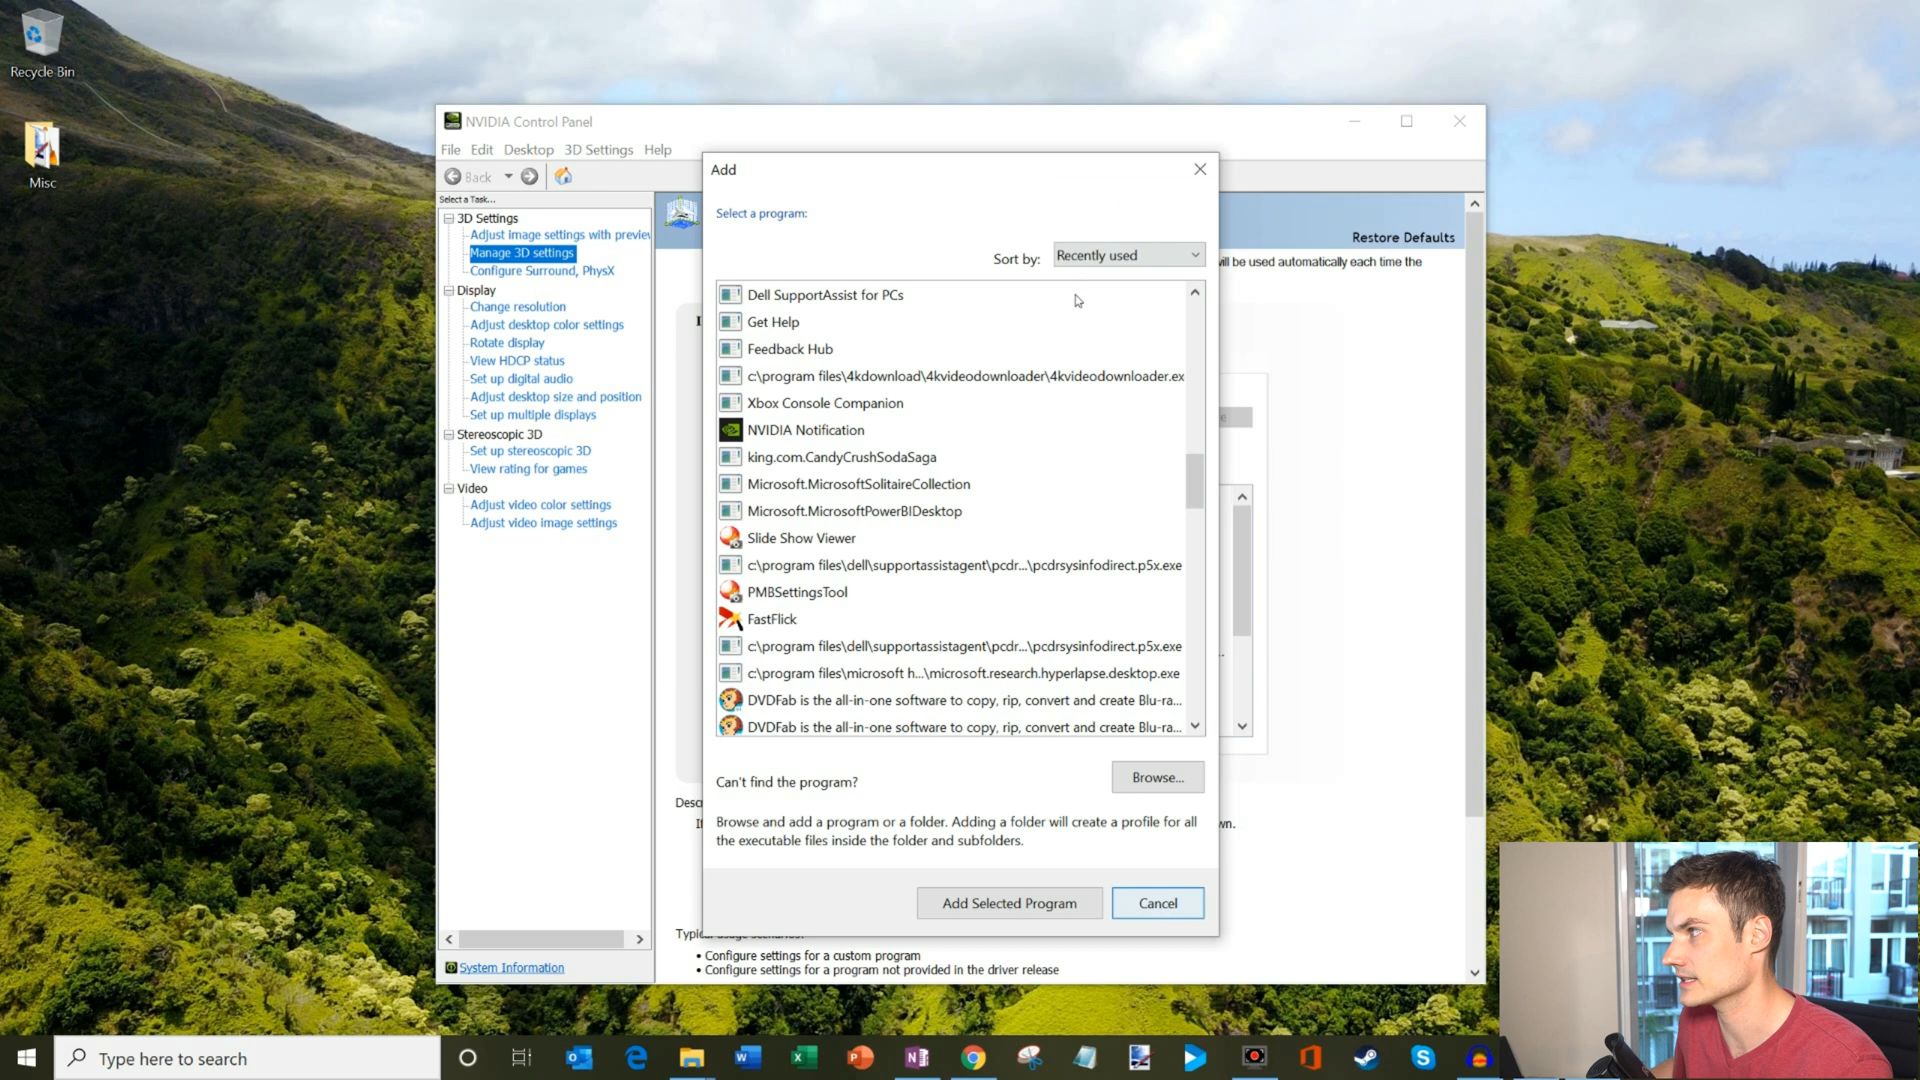 Recycle Bin
Misc
NVIDIA Control Panel
File Edit Desktop 3D Settings Help
Back
Select a Task...
3D Settings
Adjust image settings with preview
Manage 3D settings
Configure Surround, PhysX
Display
Change resolution
Adjust desktop color settings
Rotate display
View HDCP status
Set up digital audio
Adjust desktop size and position
Set up multiple displays
Stereoscopic 3D
Set up stereoscopic 3D
View rating for games
Video
Adjust video color settings
Adjust video image settings
System Information
Restore Defaults
will be used automatically each time the
Add
Select a program:
Sort by: Recently used
Dell SupportAssist for PCs
Get Help
Feedback Hub
c:\program files\4kdownload\4kvideodownloader\4kvideodownloader.ex
Xbox Console Companion
NVIDIA Notification
king.com.CandyCrushSodaSaga
Microsoft.MicrosoftSolitaireCollection
Microsoft.MicrosoftPowerBIDesktop
Slide Show Viewer
c:\program files\dell\supportassistagent\pcdr...\pcdrsysinfodirect.p5x.exe
PMBSettingsTool
FastFlick
c:\program files\dell\supportassistagent\pcdr...\pcdrsysinfodirect.p5x.exe
c:\program files\microsoft h...\microsoft.research.hyperlapse.desktop.exe
DVDFab is the all-in-one software to copy, rip, convert and create Blu-ra...
DVDFab is the all-in-one software to copy, rip, convert and create Blu-ra...
Can't find the program?
Browse...
Browse and add a program or a folder. Adding a folder will create a profile for all
the executable files inside the folder and subfolders.
Add Selected Program
Cancel
• Configure settings for a custom program
• Configure settings for a program not provided in the driver release
Type here to search